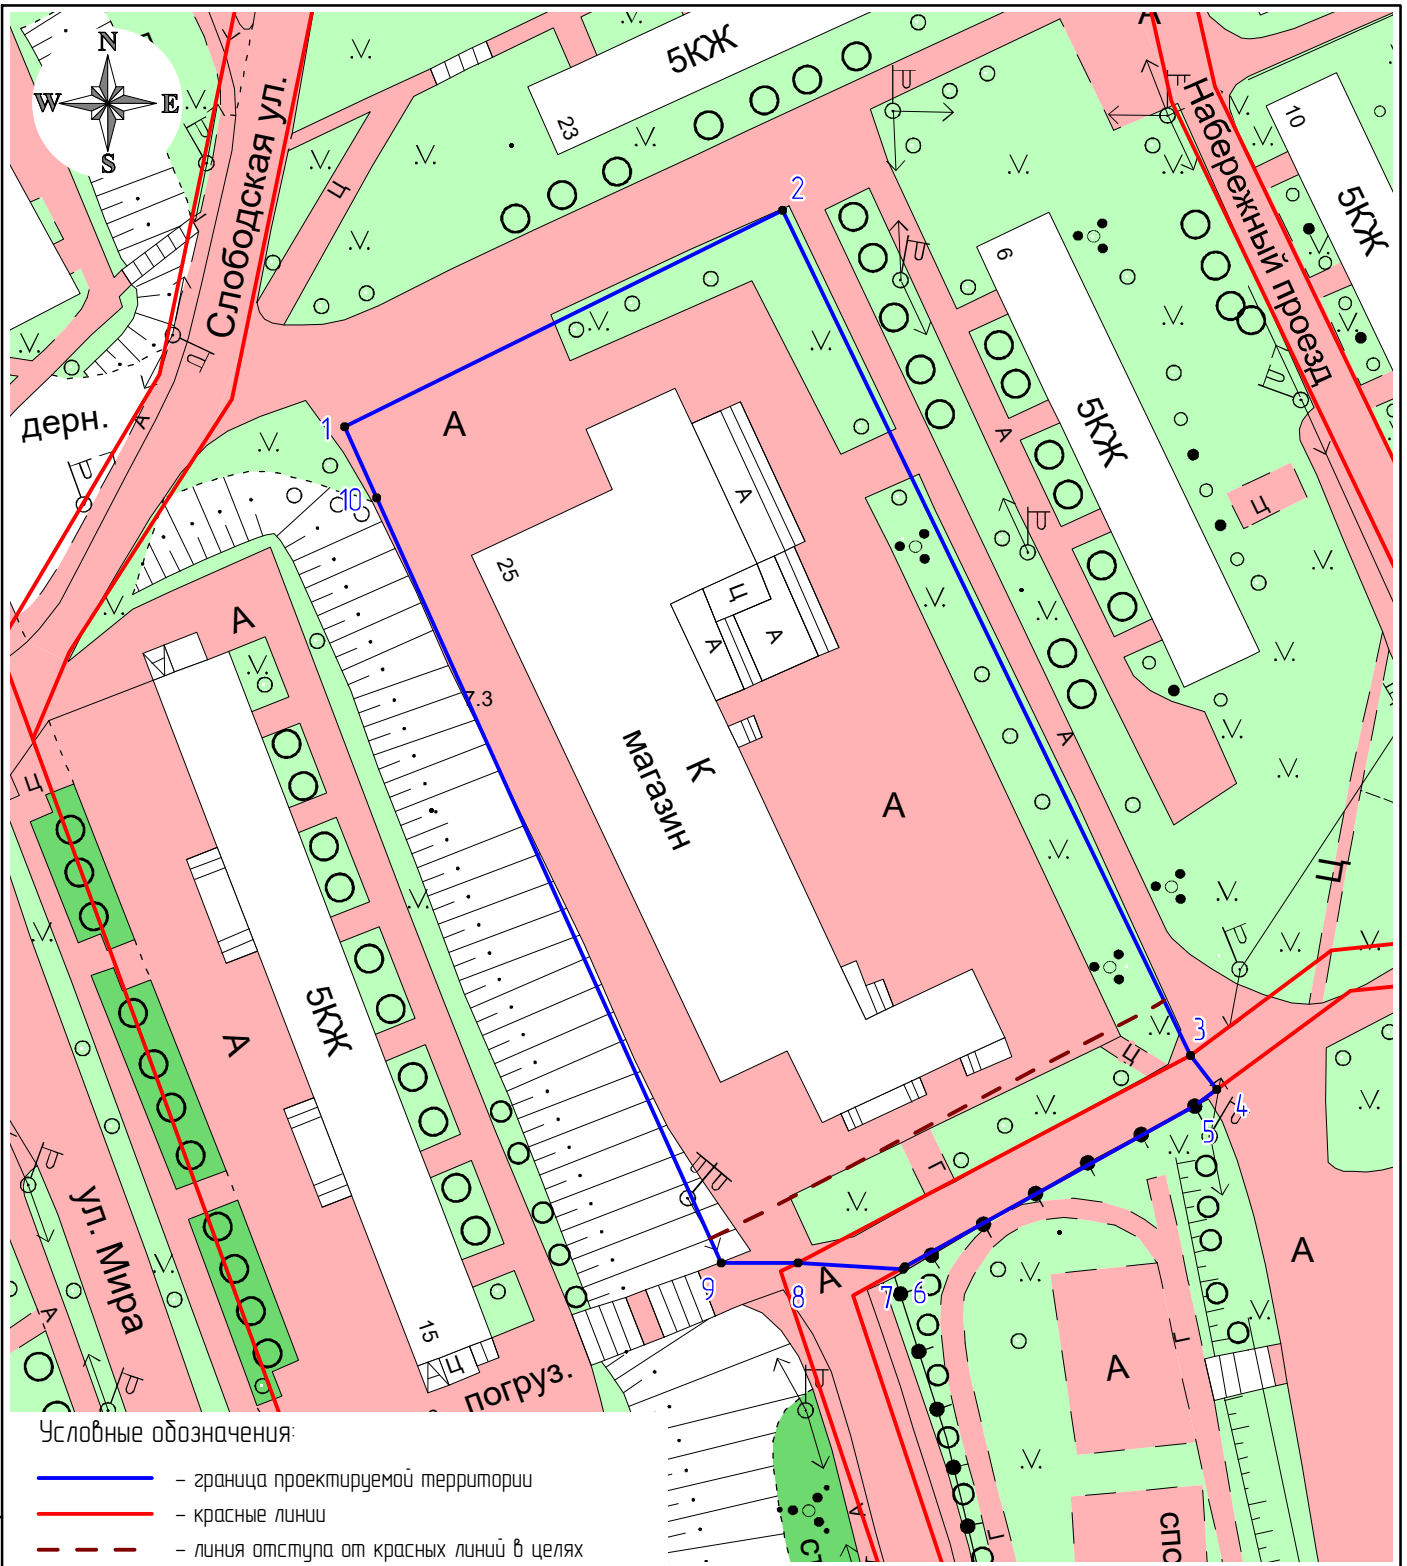 N
W E
S
Слободская ул.
5КЖ
23
А
Набережный проезд
10
5КЖ
Ц
2
6
5КЖ
дерн.
А
1
А
10
А
А
Ц
25
А
Ц
А
А
А
7.3
К
магазин
А
А
Ц
Ц
А
5КЖ
3
Ц
4
5
Г
ул. Мира
А
9
8
А
7
6
А
15
Ц
погруз.
А
Г
А
Г
спо
ст
Условные обозначения:
– граница проектируемой территории
– красные линии
– линия отступа от красных линий в целях